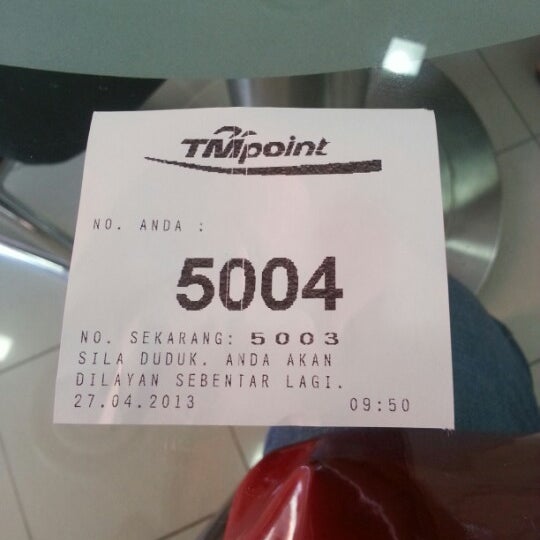 TMpoint
NO. ANDA :
5004
NO. SEKARANG: 5003
SILA DUDUK. ANDA AKAN
DILAYAN SEBENTAR LAGI.
27.04.2013 09:50